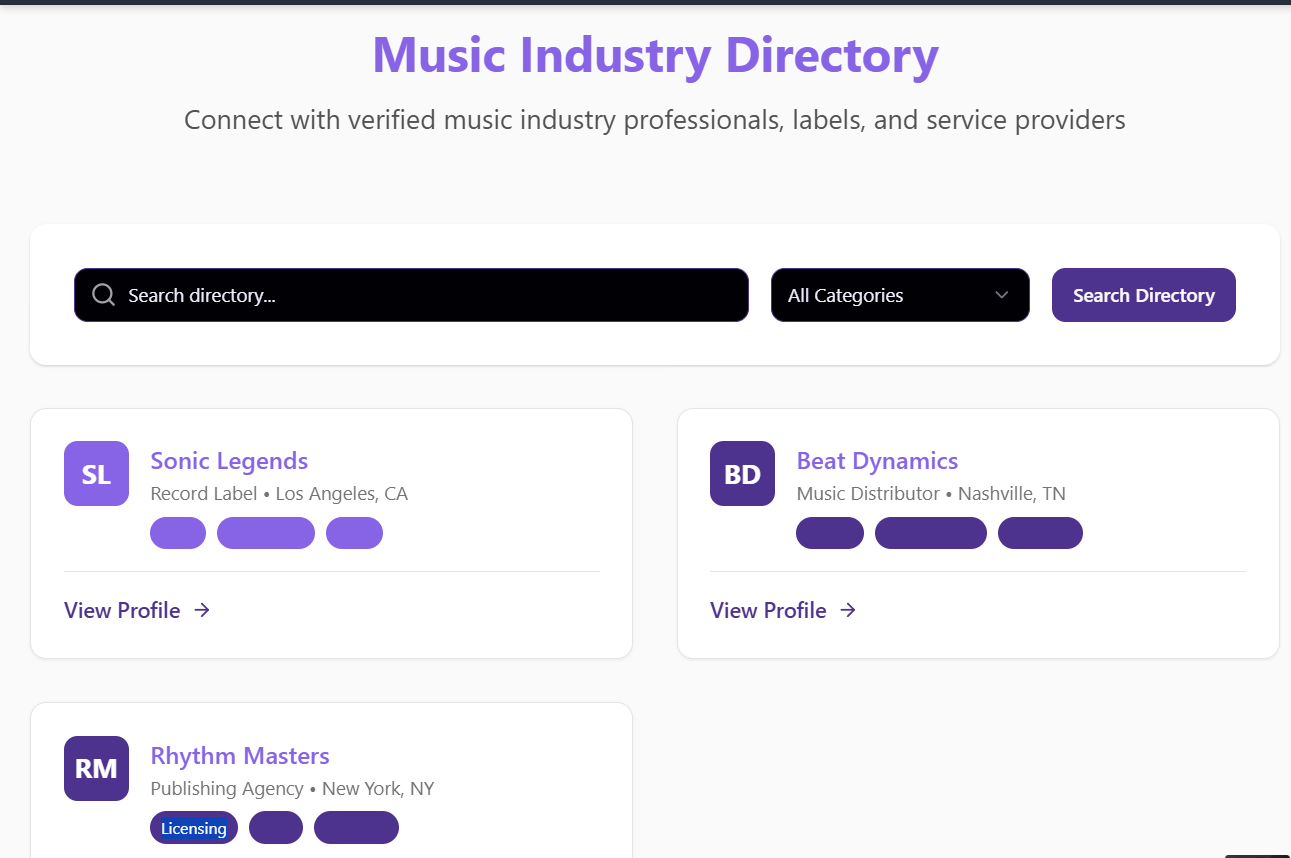 Music Industry Directory
Connect with verified music industry professionals, labels, and service providers
Search directory...
All Categories
Search Directory
SL
Sonic Legends
Record Label • Los Angeles, CA
View Profile →
BD
Beat Dynamics
Music Distributor • Nashville, TN
View Profile →
RM
Rhythm Masters
Publishing Agency • New York, NY
Licensing